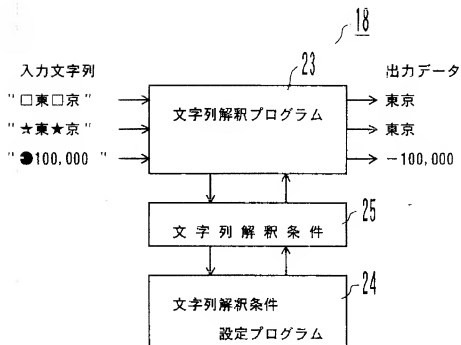 18
入力文字列
23
出力データ
"□東□京"
文字列解釈プログラム
東京
"☆東★京"
東京
"●100,000 "
−100,000
25
文字列解釈条件
24
文字列解釈条件
設定プログラム